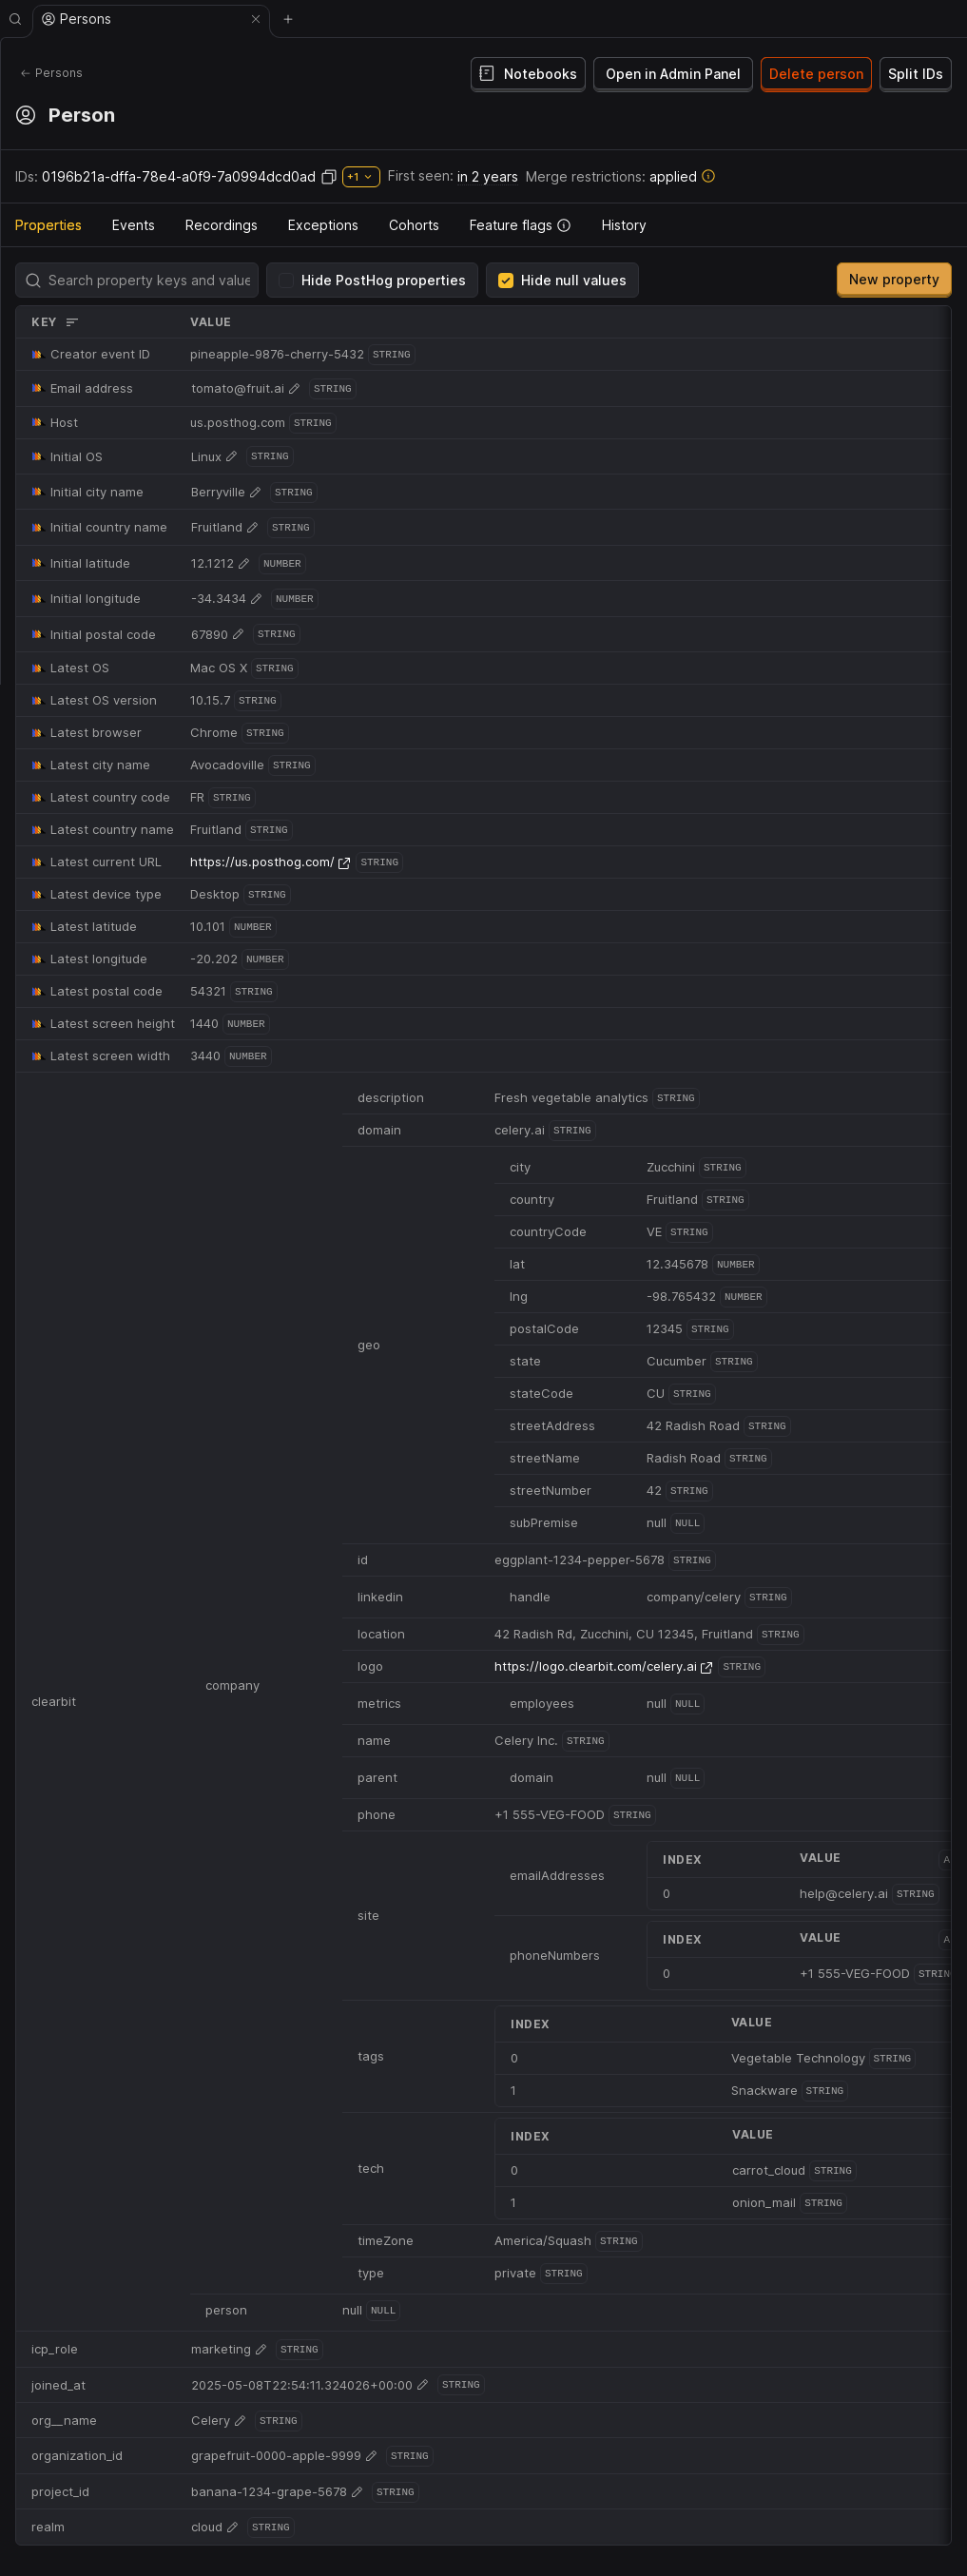 Persons
Persons
Notebooks Open in Admin Panel Delete person Split IDs
Person
IDs: 0196b21a-dffa-78e4-a0f9-7a0994dcd0ad +1 First seen: in 2 years Merge restrictions: applied
Properties Events Recordings Exceptions Cohorts Feature flags History
Search property keys and value Hide PostHog properties Hide null values New property
KEY VALUE
Creator event ID pineapple-9876-cherry-5432 STRING
Email address tomato@fruit.ai STRING
Host us.posthog.com STRING
Initial OS Linux STRING
Initial city name Berryville STRING
Initial country name Fruitland STRING
Initial latitude 12.1212 NUMBER
Initial longitude -34.3434 NUMBER
Initial postal code 67890 STRING
Latest OS Mac OS X STRING
Latest OS version 10.15.7 STRING
Latest browser Chrome STRING
Latest city name Avocadoville STRING
Latest country code FR STRING
Latest country name Fruitland STRING
Latest current URL https://us.posthog.com/ STRING
Latest device type Desktop STRING
Latest latitude 10.101 NUMBER
Latest longitude -20.202 NUMBER
Latest postal code 54321 STRING
Latest screen height 1440 NUMBER
Latest screen width 3440 NUMBER
description Fresh vegetable analytics STRING
domain celery.ai STRING
city Zucchini STRING
country Fruitland STRING
countryCode VE STRING
lat 12.345678 NUMBER
lng -98.765432 NUMBER
postalCode 12345 STRING
geo
state Cucumber STRING
stateCode CU STRING
streetAddress 42 Radish Road STRING
streetName Radish Road STRING
streetNumber 42 STRING
subPremise null NULL
id eggplant-1234-pepper-5678 STRING
linkedin handle company/celery STRING
location 42 Radish Rd, Zucchini, CU 12345, Fruitland STRING
logo https://logo.clearbit.com/celery.ai STRING
company
clearbit
metrics employees null NULL
name Celery Inc. STRING
parent domain null NULL
phone +1 555-VEG-FOOD STRING
INDEX VALUE A
emailAddresses
0 help@celery.ai STRING
site
INDEX VALUE A
phoneNumbers
0 +1 555-VEG-FOOD STRING
INDEX VALUE
tags
0 Vegetable Technology STRING
1 Snackware STRING
INDEX VALUE
tech
0 carrot_cloud STRING
1 onion_mail STRING
timeZone America/Squash STRING
type private STRING
person null NULL
icp_role marketing STRING
joined_at 2025-05-08T22:54:11.324026+00:00 STRING
org__name Celery STRING
organization_id grapefruit-0000-apple-9999 STRING
project_id banana-1234-grape-5678 STRING
realm cloud STRING